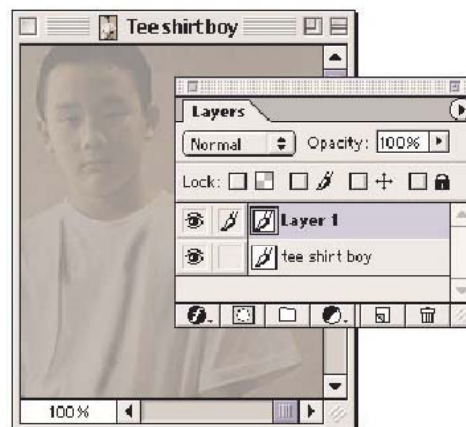 Tee shirt boy
Layers
Normal Opacity: 100%
Lock:
Layer 1
tee shirt boy
100%